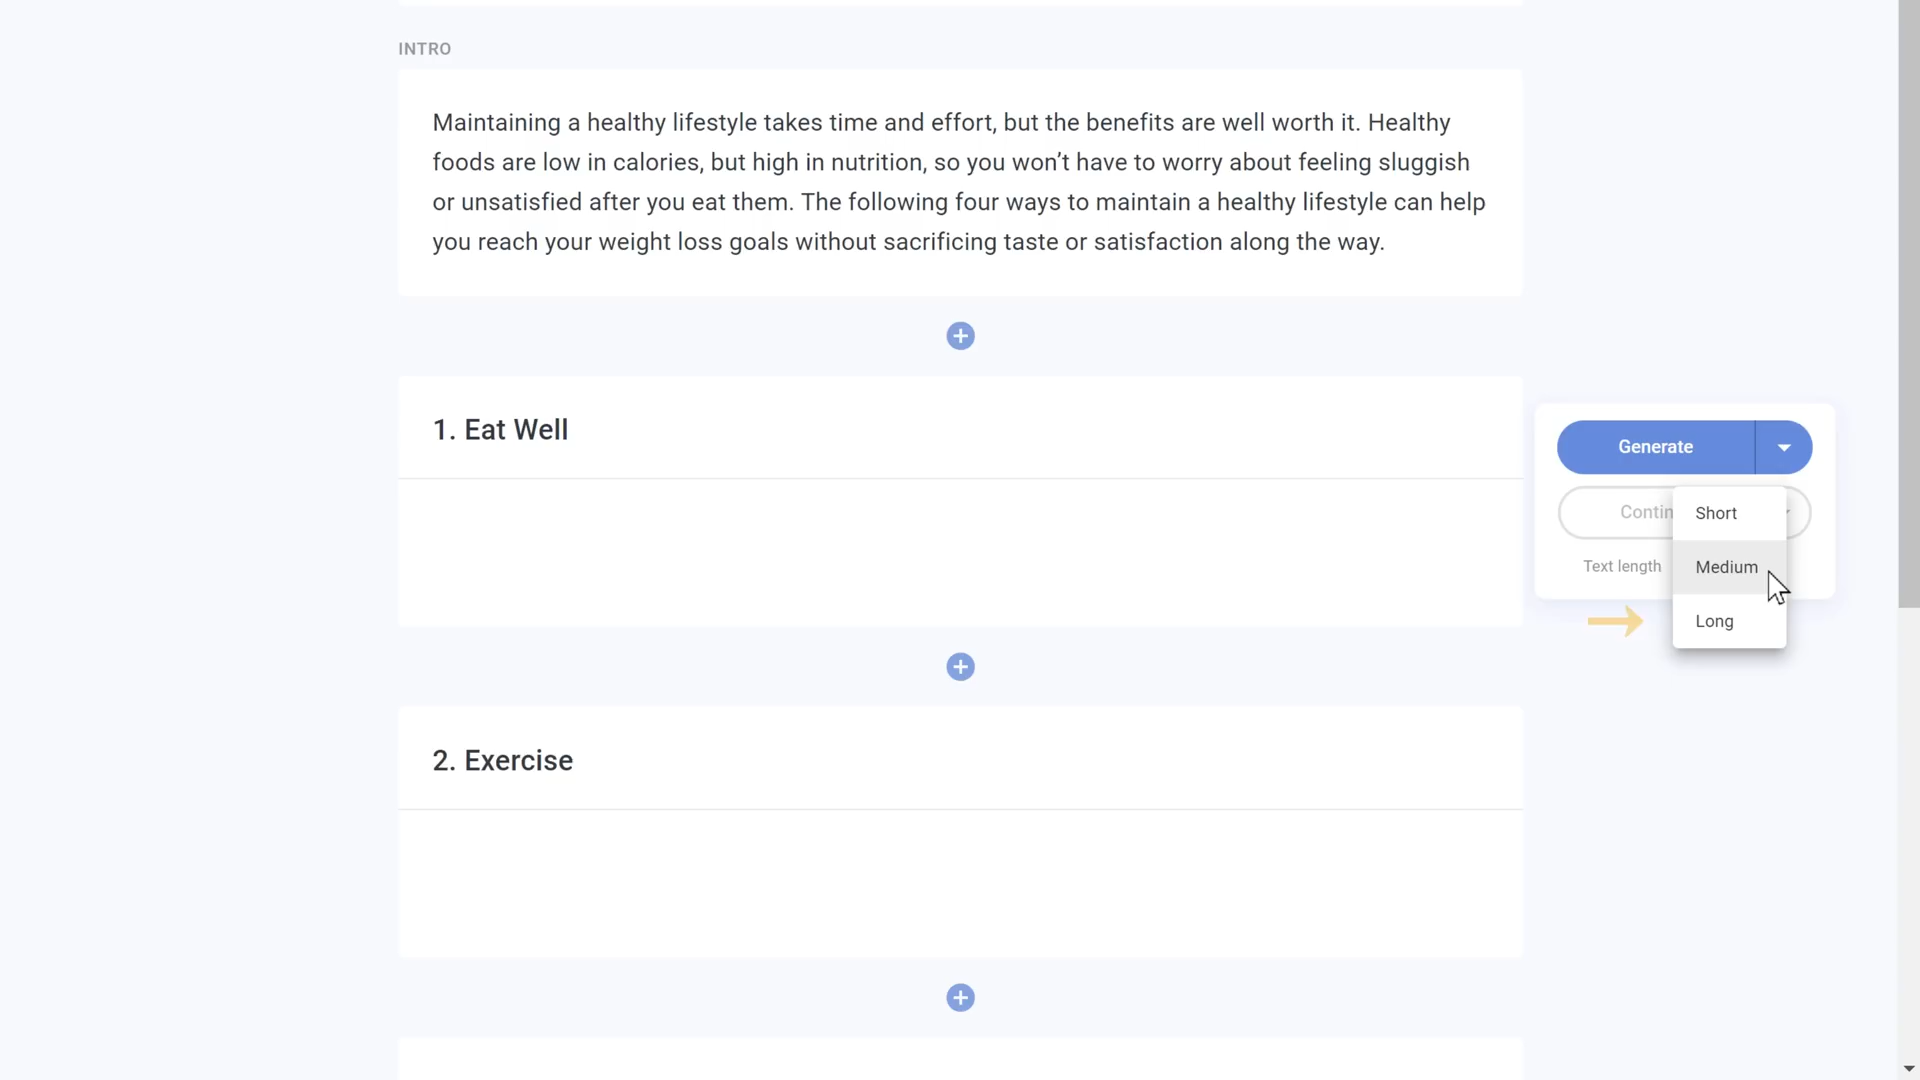 INTRO
Maintaining a healthy lifestyle takes time and effort, but the benefits are well worth it. Healthy
foods are low in calories, but high in nutrition, so you won’t have to worry about feeling sluggish
or unsatisfied after you eat them. The following four ways to maintain a healthy lifestyle can help
you reach your weight loss goals without sacrificing taste or satisfaction along the way.
1. Eat Well
Generate
Contin
Short
Text length
Medium
Long
2. Exercise